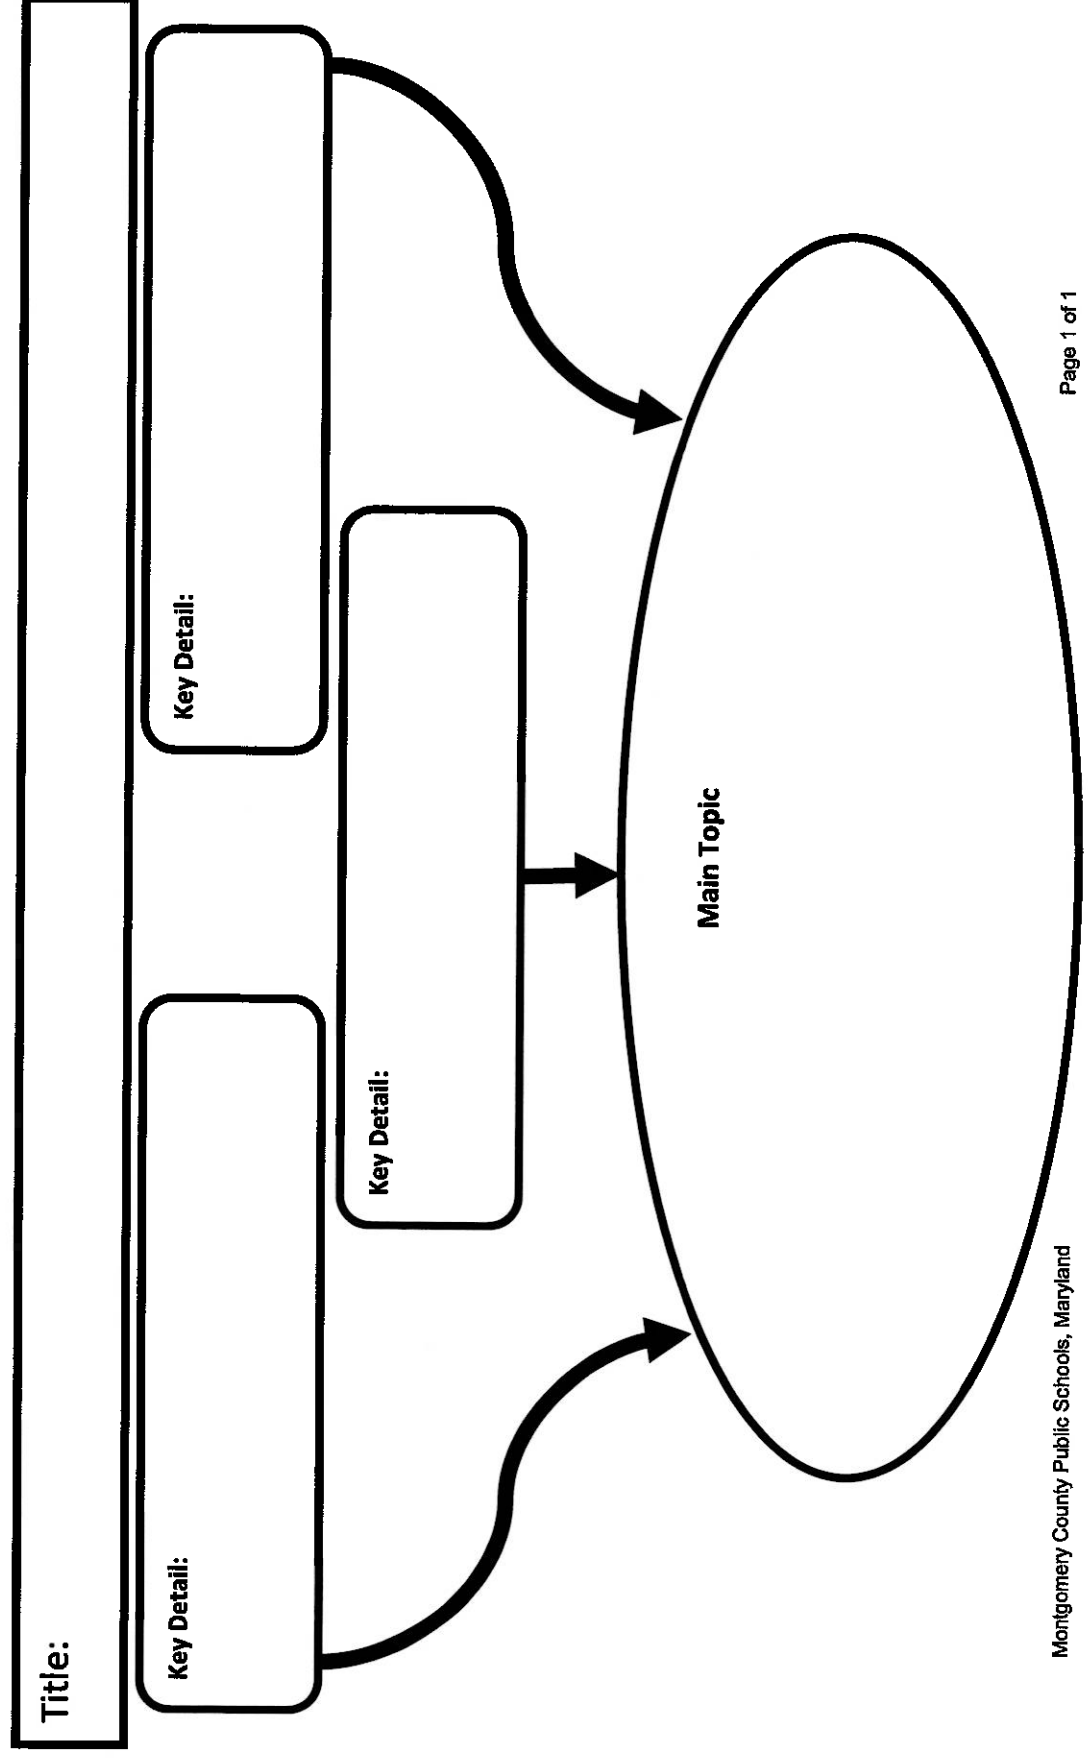 Title:
Key Detail:
Key Detail:
Key Detail:
Main Topic
Montgomery County Public Schools, Maryland
Page 1 of 1